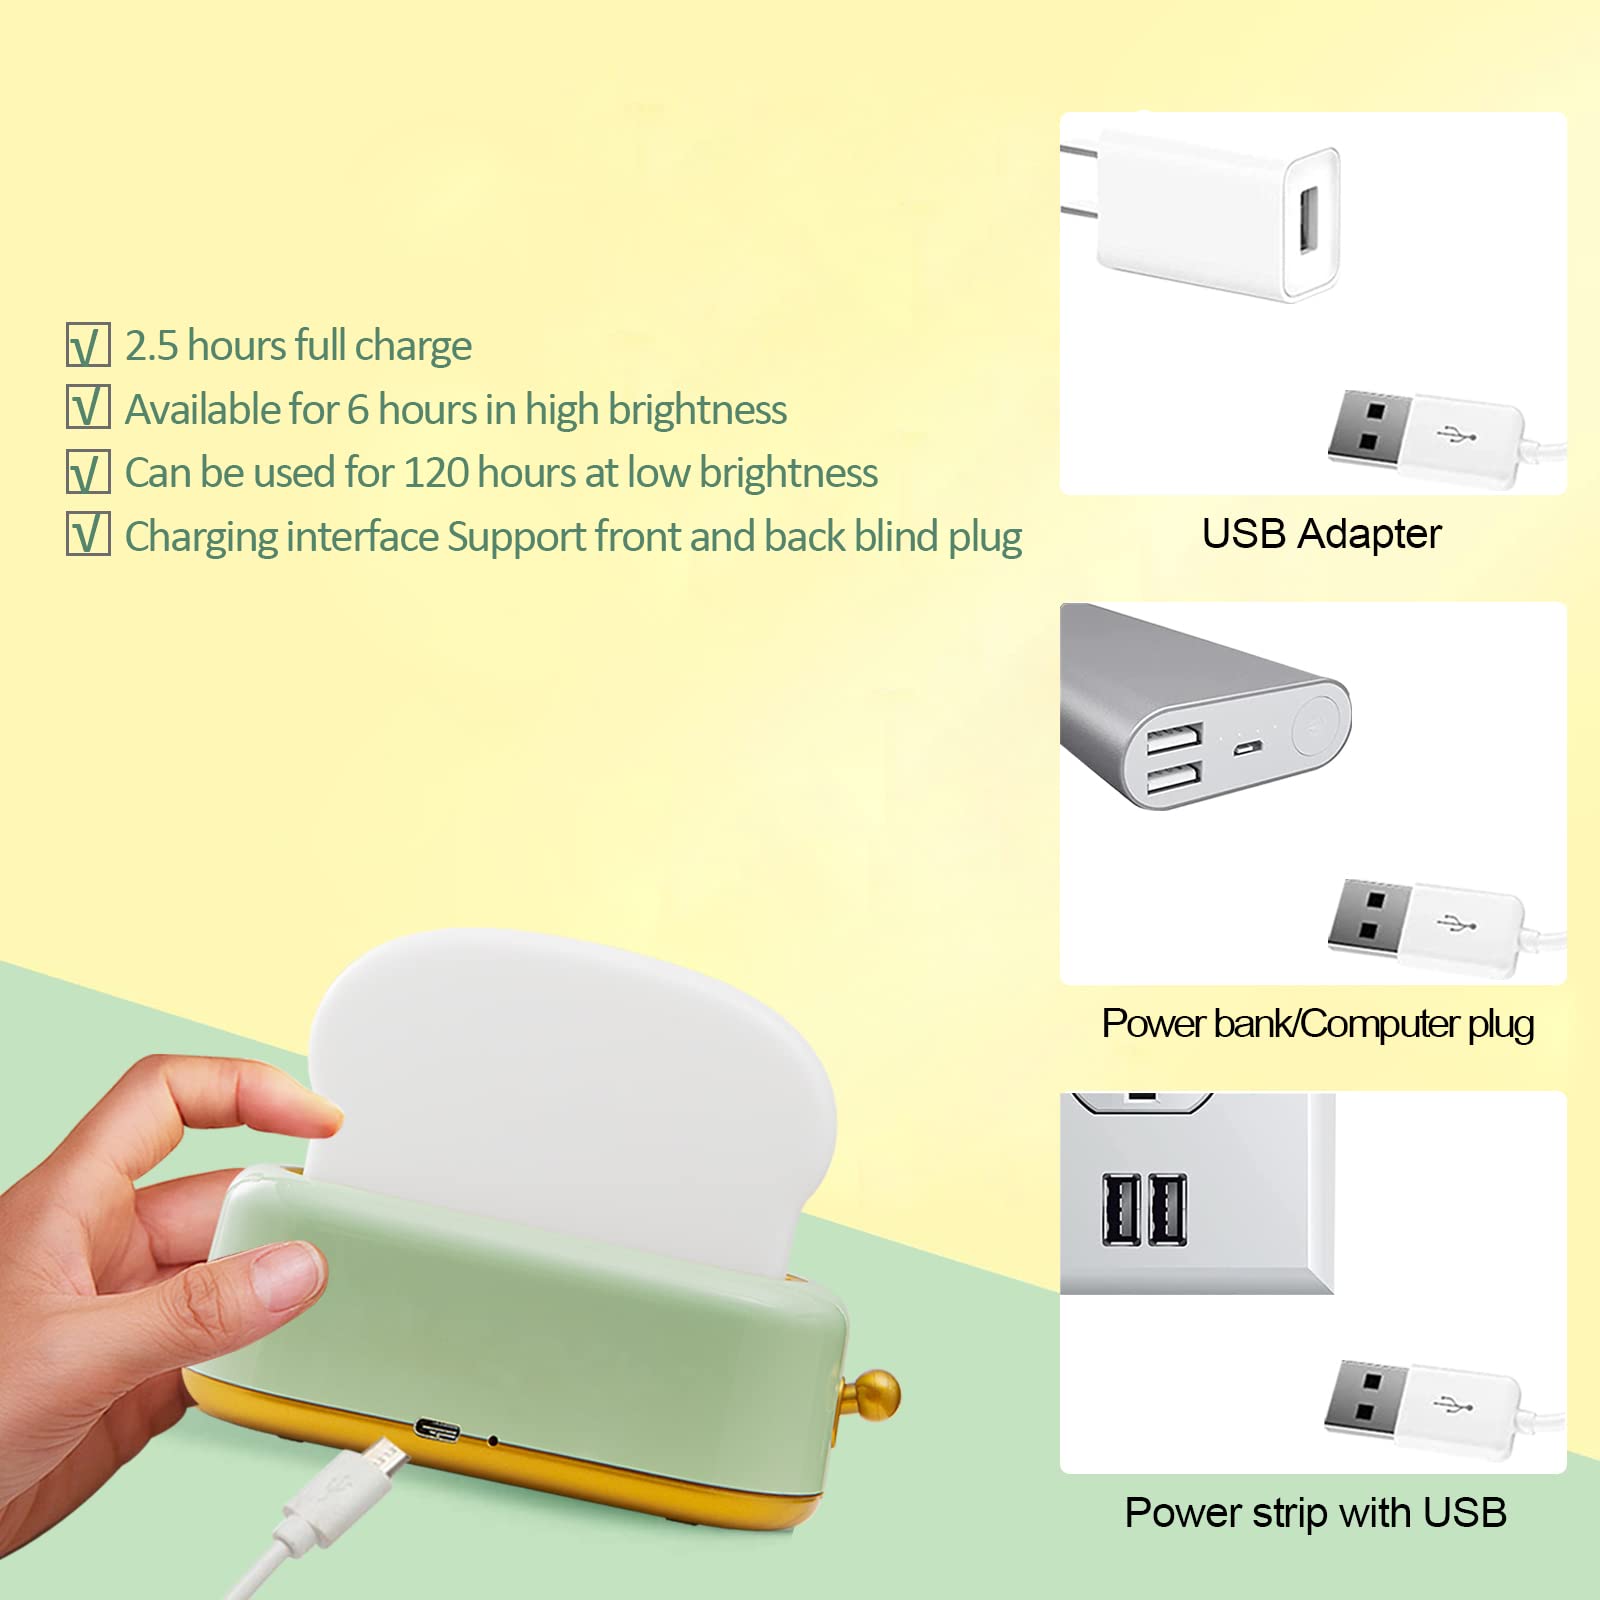 2.5 hours full charge
Available for 6 hours in high brightness
Can be used for 120 hours at low brightness
Charging interface Support front and back blind plug
USB Adapter
Power bank/Computer plug
Power strip with USB